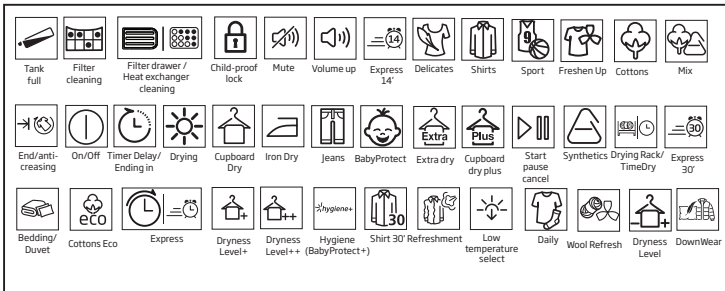 14
9
Tank
full
Filter
cleaning
Filter drawer /
Heat exchanger
cleaning
Child-proof
lock
Mute
Volume up
Express
14'
Delicates
Shirts
Sport
Freshen Up
Cottons
Mix
Extra
Plus
30
End/anti-
creasing
On/Off
Timer Delay/
Ending in
Drying
Cupboard
Dry
Iron Dry
Jeans
BabyProtect
Extra dry
Cupboard
dry plus
Start
pause
cancel
Synthetics
Drying Rack/
TimeDry
Express
30'
eco
+
++
hygiene+
30
- +
Bedding/
Duvet
Cottons Eco
Express
Dryness
Level+
Dryness
Level++
Hygiene
(BabyProtect+)
Shirt 30'
Refreshment
Low
temperature
select
Daily
Wool Refresh
Dryness
Level
DownWear